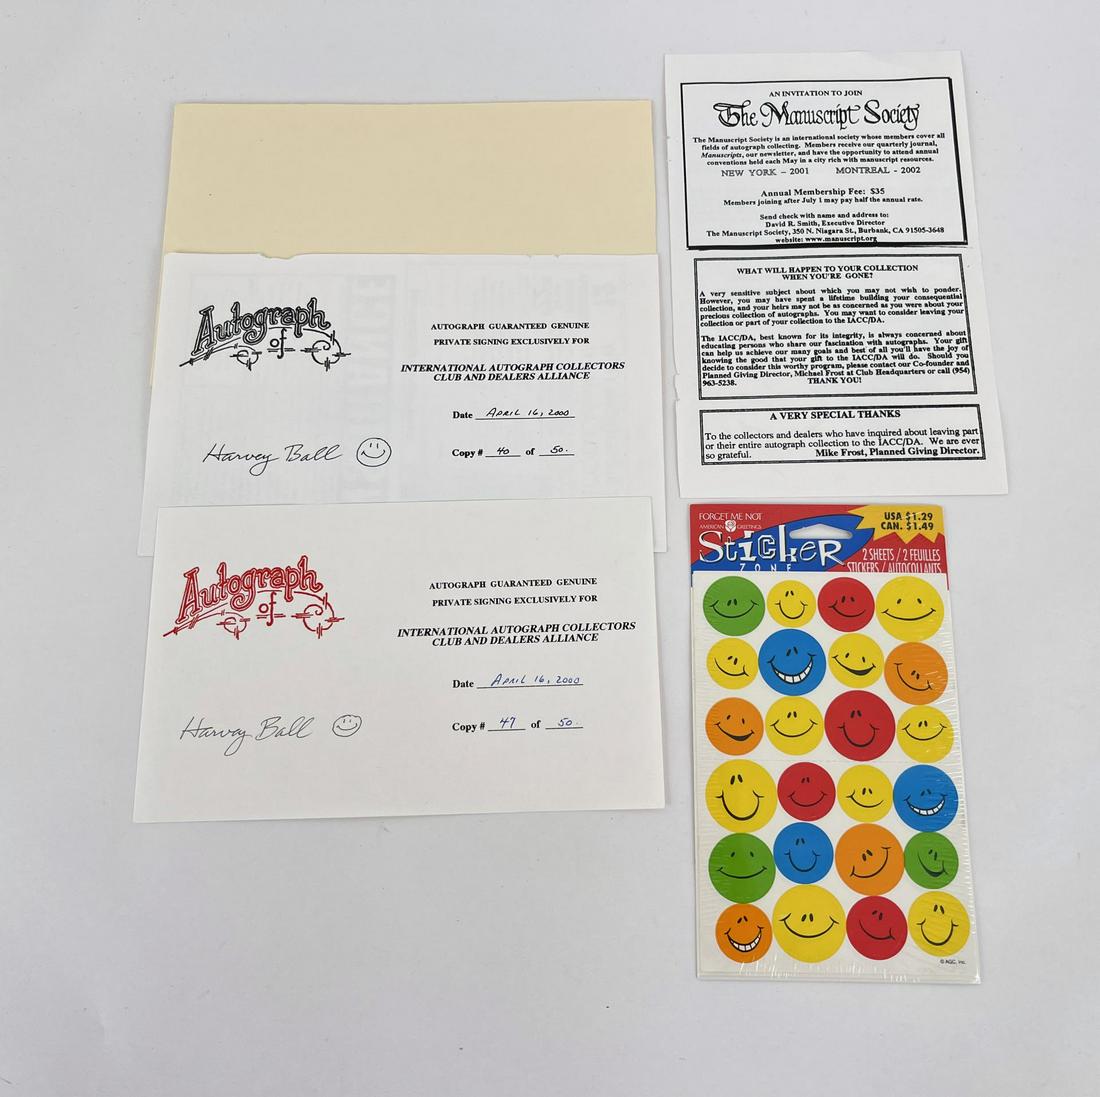 Autograph
of
AUTOGRAPH GUARANTEED GENUINE
PRIVATE SIGNING EXCLUSIVELY FOR
INTERNATIONAL AUTOGRAPH COLLECTORS
CLUB AND DEALERS ALLIANCE
Date APRIL 16, 2000
Copy # 40 of 50.
Harvey Ball
Autograph
of
AUTOGRAPH GUARANTEED GENUINE
PRIVATE SIGNING EXCLUSIVELY FOR
INTERNATIONAL AUTOGRAPH COLLECTORS
CLUB AND DEALERS ALLIANCE
Date APRIL 16, 2000
Copy # 47 of 50.
Harvey Ball
AN INVITATION TO JOIN
The Manuscript Society
The Manuscript Society is an international society whose members cover all
fields of autograph collecting. Members receive our quarterly journal,
Manuscripts, our newsletter, and have the opportunity to attend annual
conventions held each May in a city rich with manuscript resources.
NEW YORK - 2001 MONTREAL - 2002
Annual Membership Fee: $35
Members joining after July 1 may pay half the annual rate.
Send check with name and address to:
David R. Smith, Executive Director
The Manuscript Society, 350 N. Niagara St., Burbank, CA 91505-3648
website: www.manuscript.org
WHAT WILL HAPPEN TO YOUR COLLECTION
WHEN YOU'RE GONE?
A very sensitive subject about which you may not wish to ponder.
However, you may have spent a lifetime building your consequential
collection, and your heirs may not be as concerned as you were about your
precious collection of autographs. You may want to consider leaving your
collection or part of your collection to the IACC/DA.
The IACC/DA, best known for its integrity, is always concerned about
educating persons who share our fascination with autographs. Your gift
can help us achieve our many goals and best of all you'll have the joy of
knowing the good that your gift to the IACC/DA will do. Should you
decide to consider this worthy program, please contact our Co-founder and
Planned Giving Director, Michael Frost at Club Headquarters or call (954)
963-5238. THANK YOU!
A VERY SPECIAL THANKS
To the collectors and dealers who have inquired about leaving part
or their entire autograph collection to the IACC/DA. We are ever
so grateful. Mike Frost, Planned Giving Director.
FORGET ME NOT
AMERICAN GREETINGS
USA $1.29
CAN. $1.49
STICKER
ZONE
2 SHEETS / 2 FEUILLES
STICKERS / AUTOCOLLANTS
© AGC, Inc.